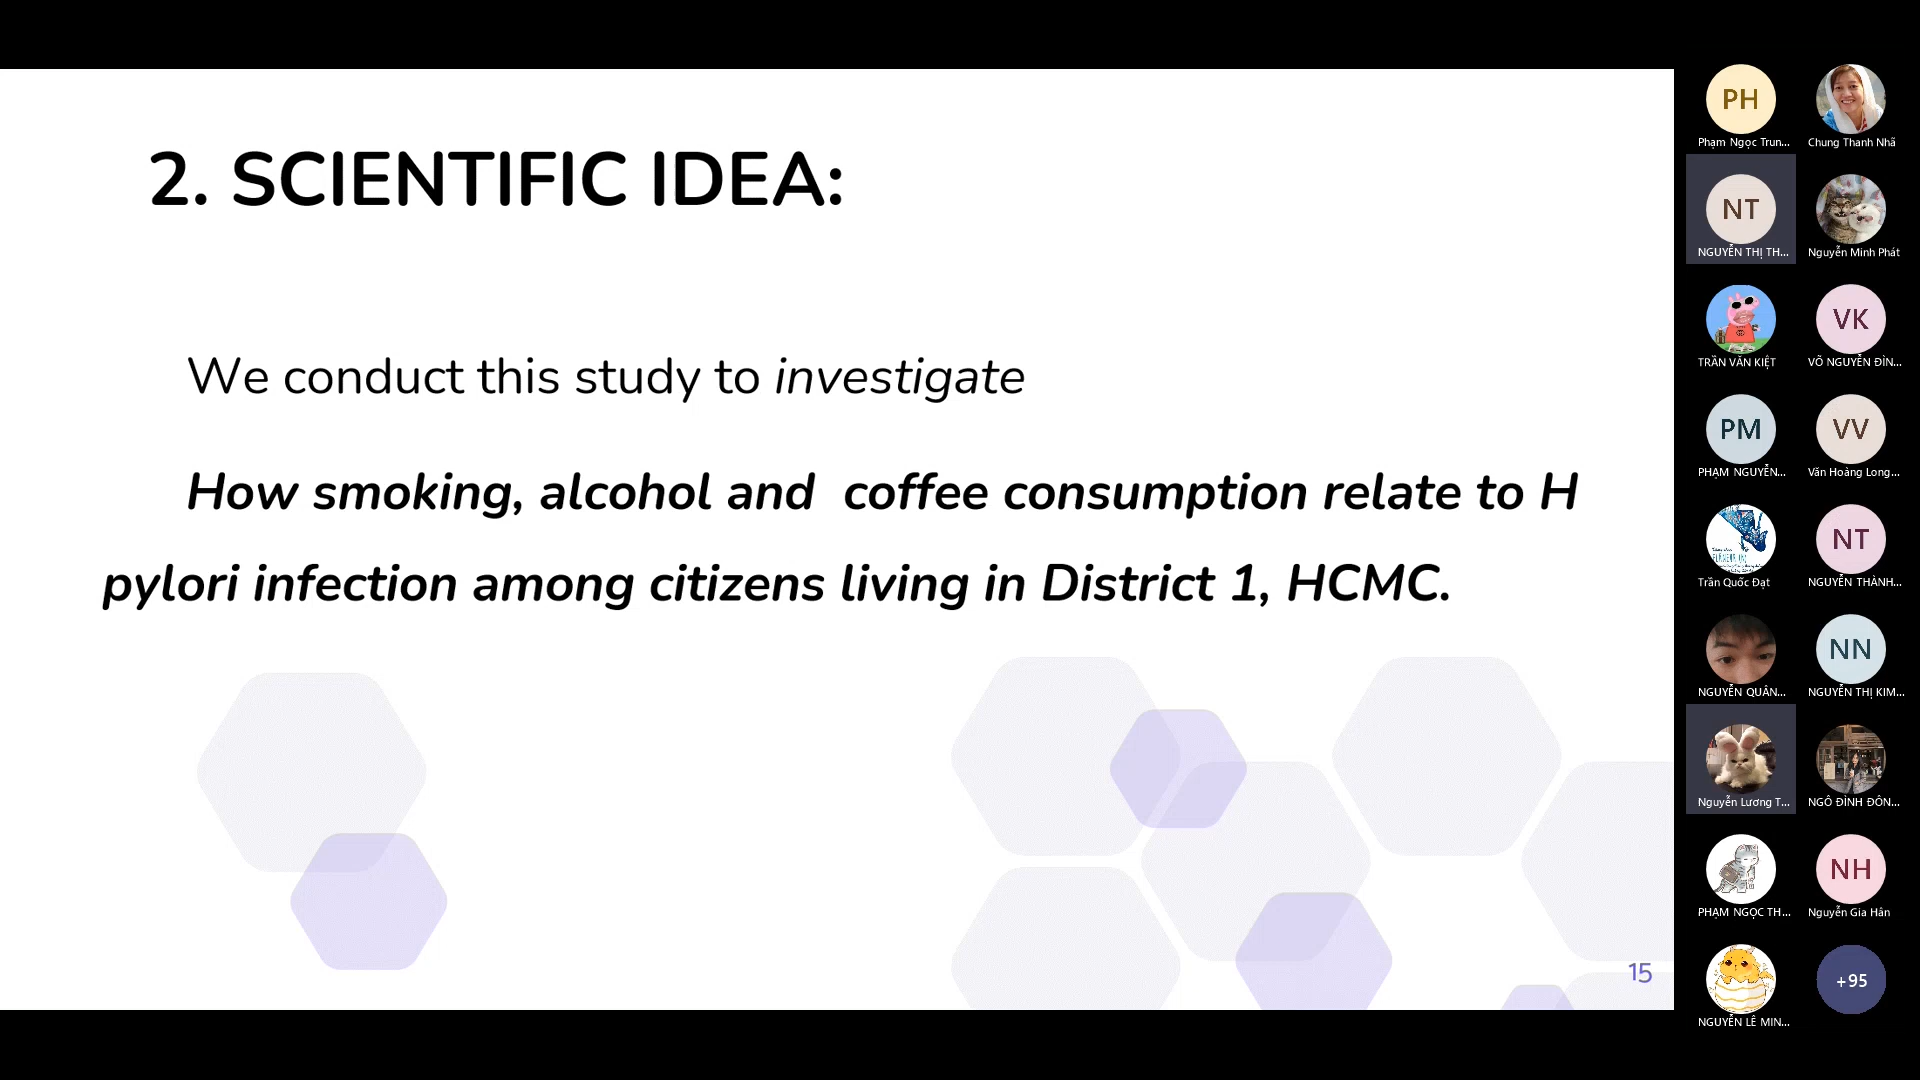 2. SCIENTIFIC IDEA:
We conduct this study to investigate
How smoking, alcohol and  coffee consumption relate to H
pylori infection among citizens living in District 1, HCMC.
15
PH
Phạm Ngọc Trun...
Chung Thanh Nhã
NT
NGUYỄN THỊ TH...
Nguyễn Minh Phát
TRẦN VĂN KIỆT
VK
VÕ NGUYỄN ĐÌN...
PM
PHẠM NGUYỄN...
VV
Văn Hoàng Long...
Trần Quốc Đạt
NT
NGUYỄN THÀNH...
NGUYỄN QUÂN...
NN
NGUYỄN THỊ KIM...
Nguyễn Lương T...
NGÔ ĐÌNH ĐÔN...
PHẠM NGỌC TH...
NH
Nguyễn Gia Hân
NGUYỄN LÊ MIN...
+95